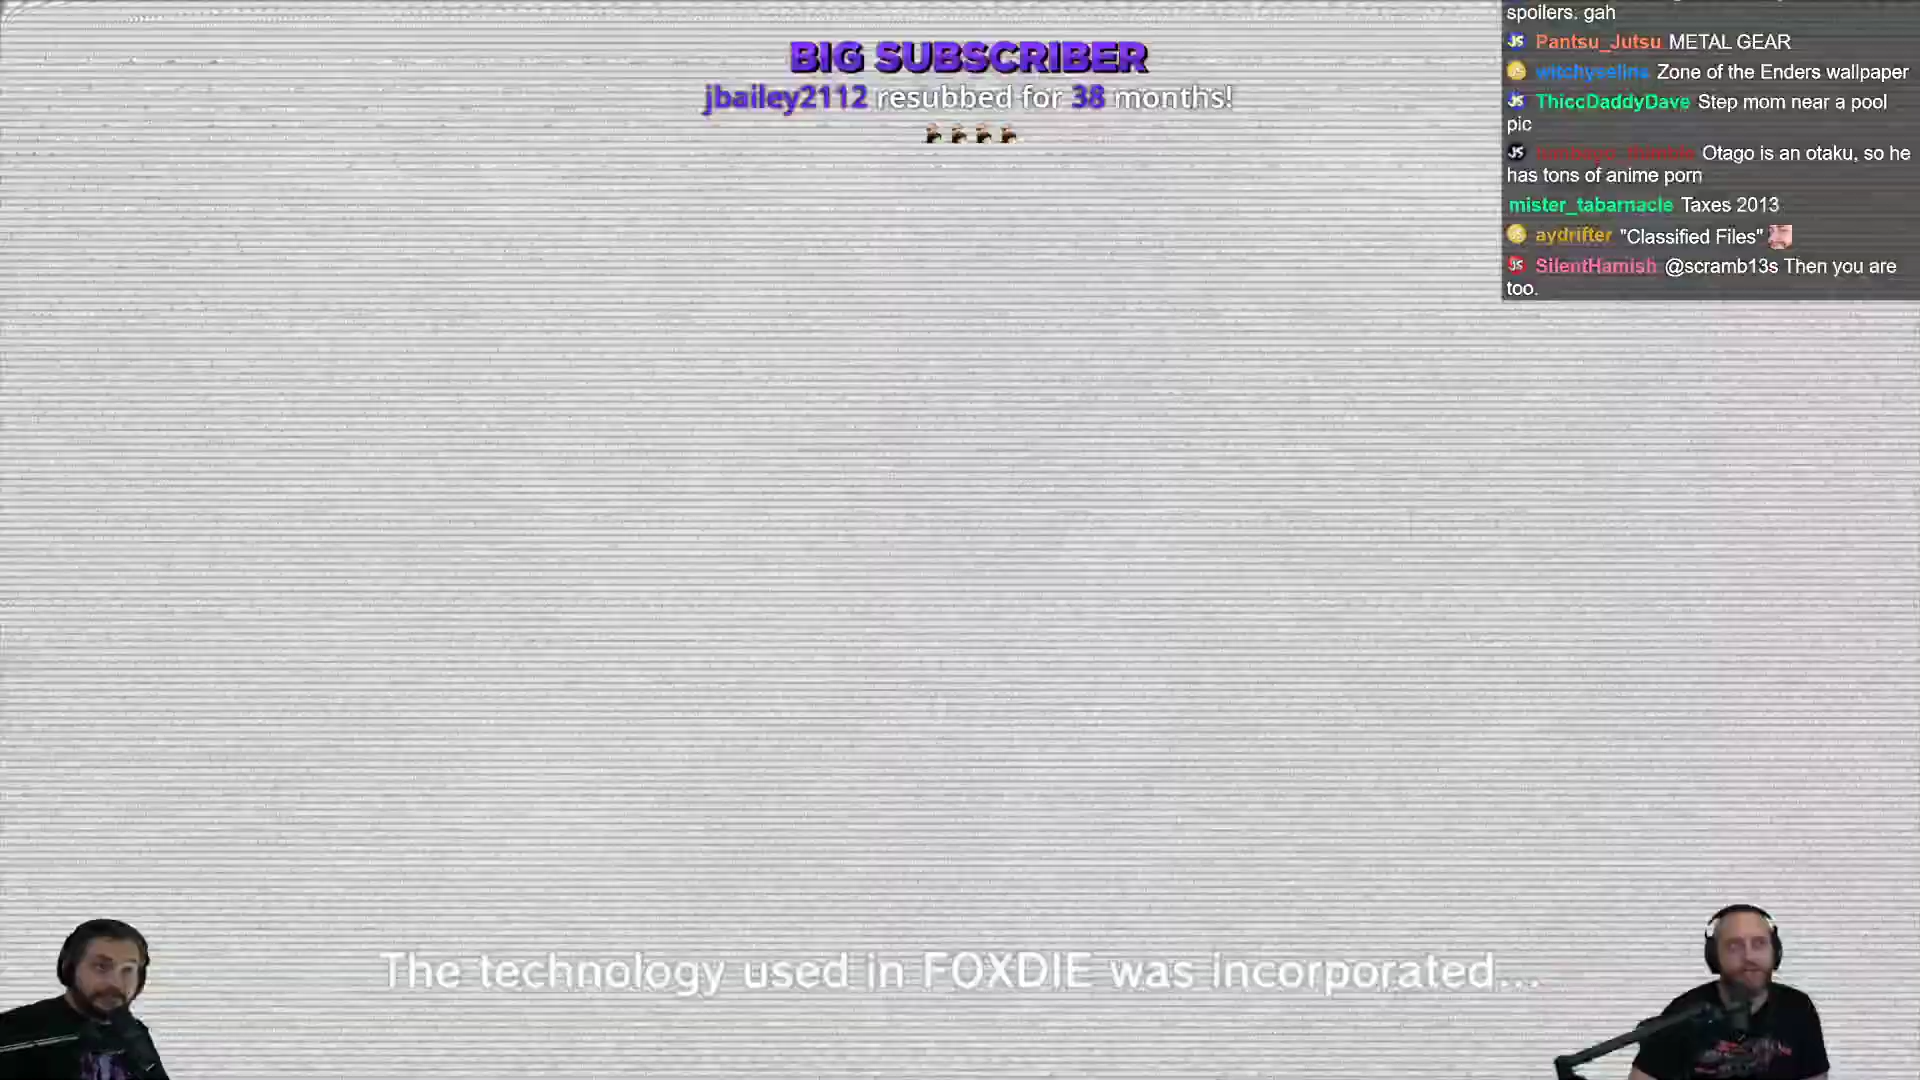 BIG SUBSCRIBER
jbailey2112 resubbed for 38 months!
spoilers. gah
Pantsu_Jutsu METAL GEAR
witchyselina Zone of the Enders wallpaper
ThiccDaddyDave Step mom near a pool
pic
Otago is an otaku, so he
has tons of anime porn
mister_tabarnacle Taxes 2013
aydrifter "Classified Files"
SilentHamish @scramb13s Then you are
too.
The technology used in FOXDIE was incorporated...